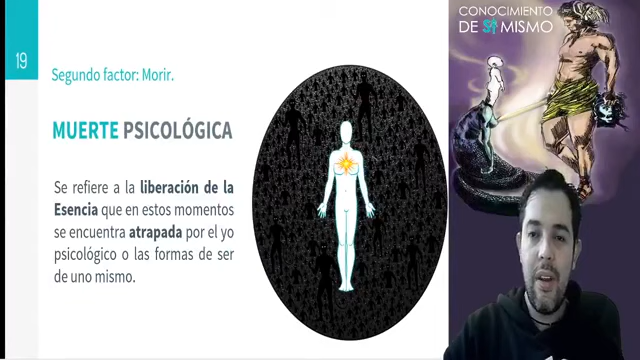 19
Segundo factor: Morir.
MUERTE PSICOLÓGICA
Se refiere a la liberación de la
Esencia que en estos momentos
se encuentra atrapada por el yo
psicológico o las formas de ser
de uno mismo.
CONOCIMIENTO
DE SÍ MISMO